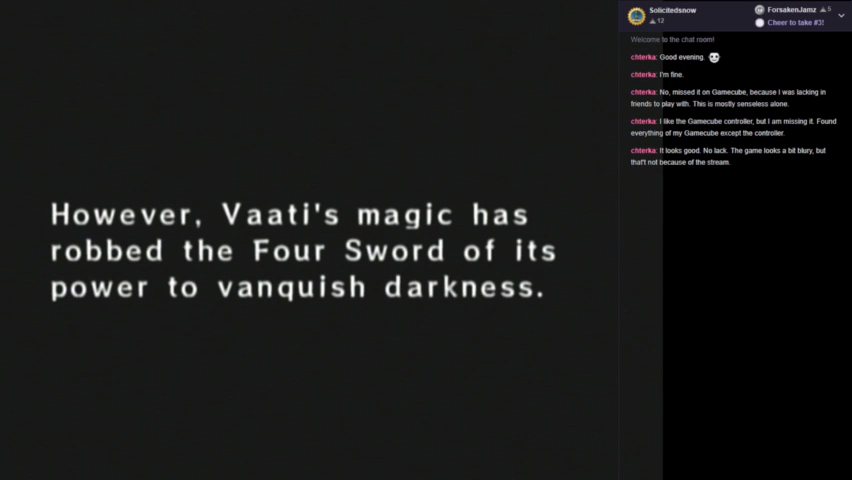 However, Vaati's magic has
robbed the Four Sword of its
power to vanquish darkness.
Solicitedsnow
12
ForsakenJamz 5
Cheer to take #3!
Welcome to the chat room!
chterka: Good evening.
chterka: I'm fine.
chterka: No, missed it on Gamecube, because I was lacking in
friends to play with. This is mostly senseless alone.
chterka: I like the Gamecube controller, but I am missing it. Found
everything of my Gamecube except the controller.
chterka: It looks good. No lack. The game looks a bit blury, but
that't not because of the stream.